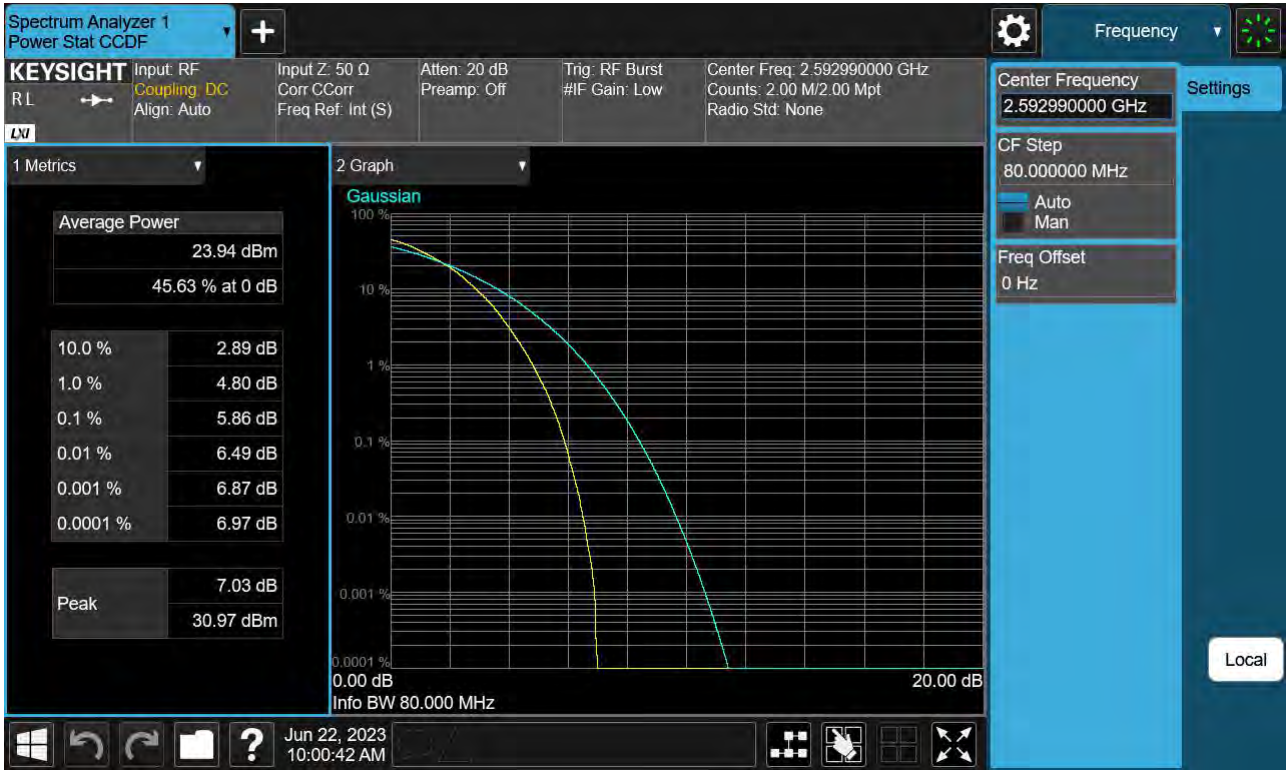 Spectrum Analyzer 1
Power Stat CCDF
Frequency
KEYSIGHT
R L
LXI
Input: RF
Coupling: DC
Align: Auto
Input Z: 50 Ω
Corr CCorr
Freq Ref: Int (S)
Atten: 20 dB
Preamp: Off
Trig: RF Burst
#IF Gain: Low
Center Freq: 2.592990000 GHz
Counts: 2.00 M/2.00 Mpt
Radio Std: None
Center Frequency
2.592990000 GHz
Settings
CF Step
80.000000 MHz
Auto
Man
Freq Offset
0 Hz
Local
1 Metrics
Average Power
23.94 dBm
45.63 % at 0 dB
10.0 % 2.89 dB
1.0 % 4.80 dB
0.1 % 5.86 dB
0.01 % 6.49 dB
0.001 % 6.87 dB
0.0001 % 6.97 dB
Peak
7.03 dB
30.97 dBm
2 Graph
Gaussian
100 %
10 %
1 %
0.1 %
0.01 %
0.001 %
0.0001 %
0.00 dB 20.00 dB
Info BW 80.000 MHz
?
Jun 22, 2023
10:00:42 AM